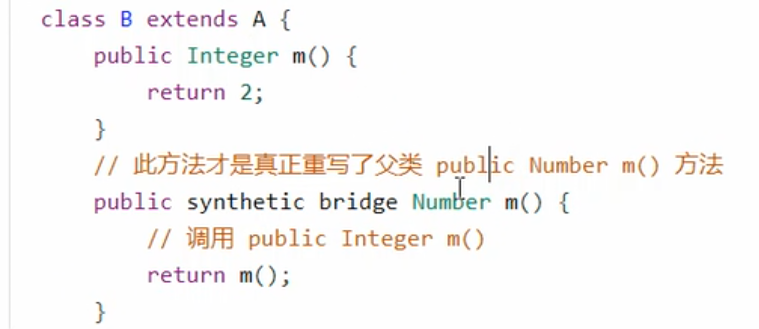 class B extends A {
public Integer m() {
return 2;
}
// 此方法才是真正重写了父类 public Number m() 方法
public synthetic bridge Number m() {
// 调用 public Integer m()
return m();
}